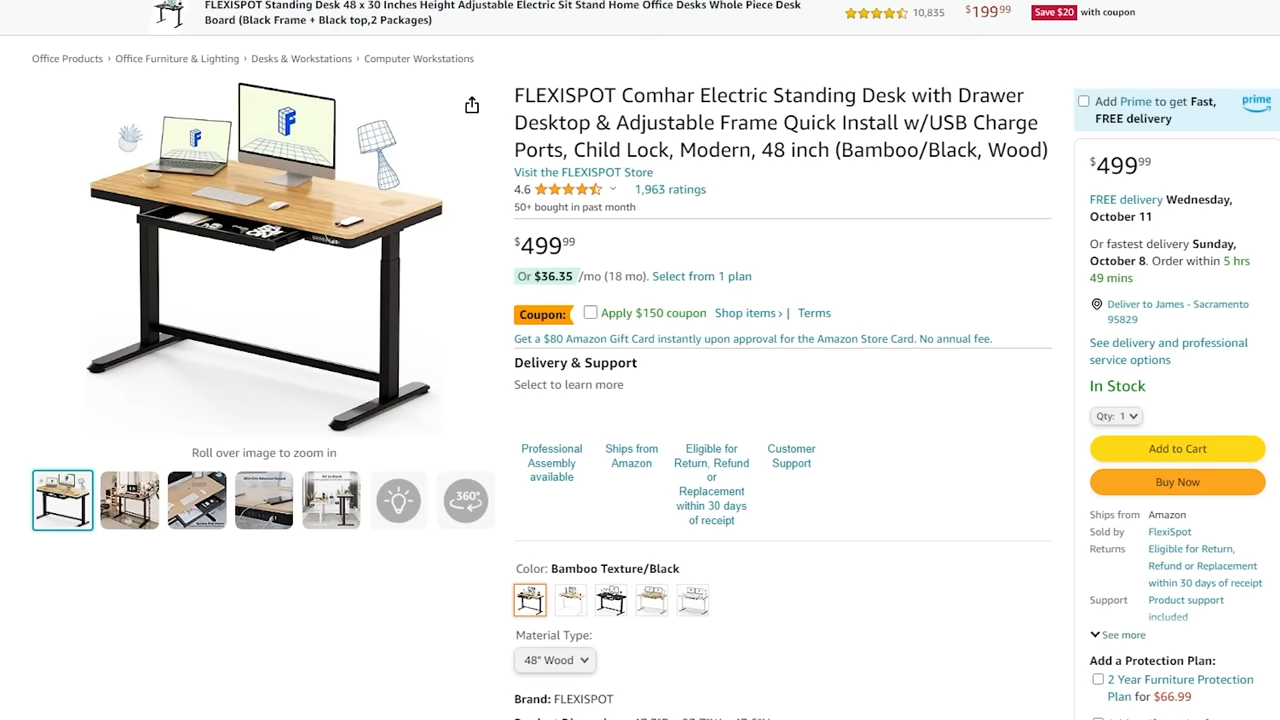 FLEXISPOT Standing Desk 48 x 30 Inches Height Adjustable Electric Sit Stand Home Office Desks Whole Piece Desk
Board (Black Frame + Black top,2 Packages)
10,835
$19999
Save $20 with coupon
Office Products › Office Furniture & Lighting › Desks & Workstations › Computer Workstations
F
F
Roll over image to zoom in
360°
FLEXISPOT Comhar Electric Standing Desk with Drawer
Desktop & Adjustable Frame Quick Install w/USB Charge
Ports, Child Lock, Modern, 48 inch (Bamboo/Black, Wood)
Visit the FLEXISPOT Store
4.6 1,963 ratings
50+ bought in past month
$49999
Or $36.35 /mo (18 mo). Select from 1 plan
Coupon: Apply $150 coupon Shop items › | Terms
Get a $80 Amazon Gift Card instantly upon approval for the Amazon Store Card. No annual fee.
Delivery & Support
Select to learn more
Professional
Assembly
available
Ships from
Amazon
Eligible for
Return, Refund
or
Replacement
within 30 days
of receipt
Customer
Support
Color: Bamboo Texture/Black
Material Type:
48" Wood
Brand: FLEXISPOT
Add Prime to get Fast,
FREE delivery
prime
$49999
FREE delivery Wednesday,
October 11
Or fastest delivery Sunday,
October 8. Order within 5 hrs
49 mins
Deliver to James - Sacramento
95829
See delivery and professional
service options
In Stock
Qty: 1
Add to Cart
Buy Now
Ships from Amazon
Sold by FlexiSpot
Returns Eligible for Return,
Refund or Replacement
within 30 days of receipt
Support Product support
included
See more
Add a Protection Plan:
2 Year Furniture Protection
Plan for $66.99